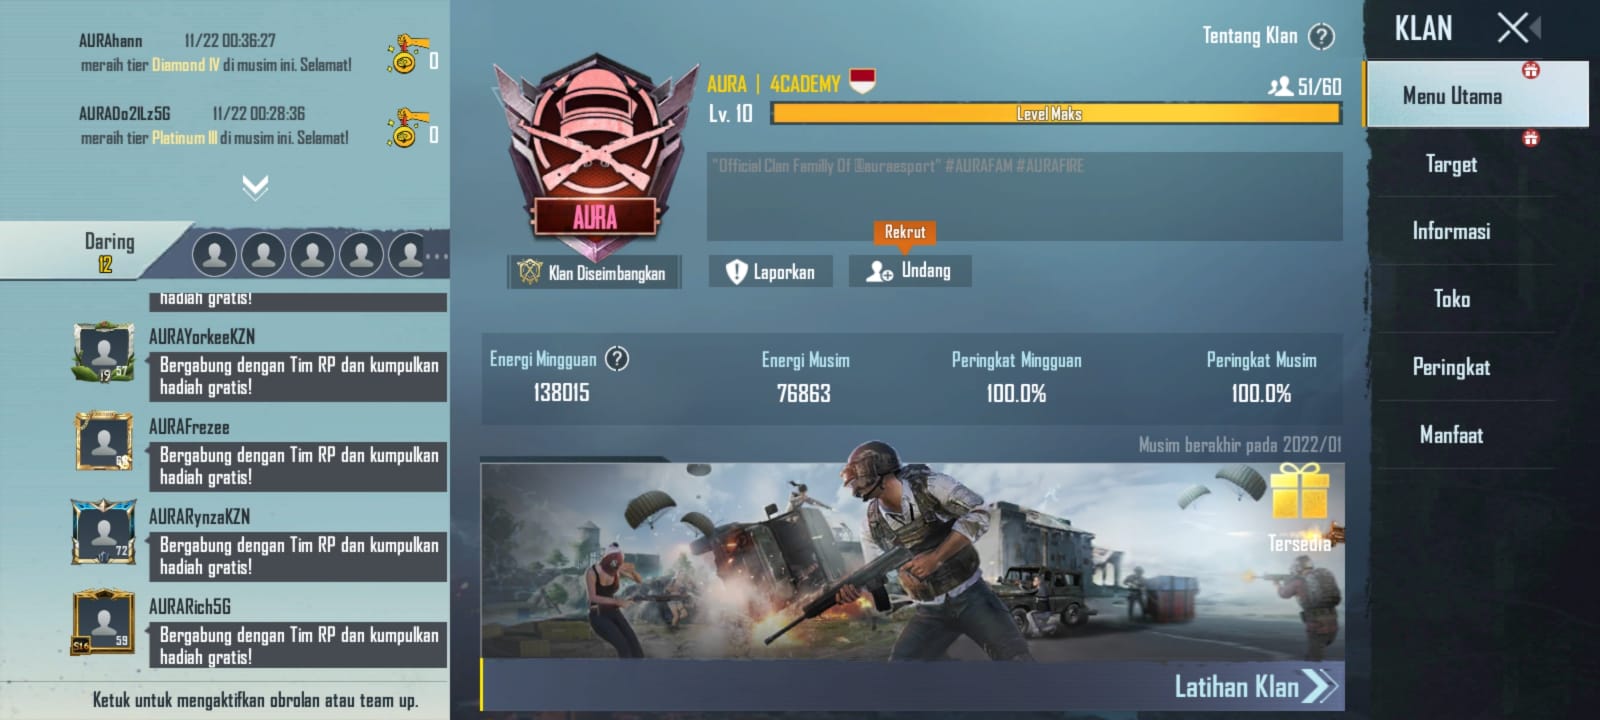 AURAhann 11/22 00:36:27
meraih tier Diamond IV di musim ini. Selamat!
0
AURADo2ILz5G 11/22 00:28:36
meraih tier Platinum III di musim ini. Selamat!
0
Daring
12
hadiah gratis!
AURAYorkeeKZN
Bergabung dengan Tim RP dan kumpulkan
hadiah gratis!
19 57
AURAFrezee
Bergabung dengan Tim RP dan kumpulkan
hadiah gratis!
AURARynzaKZN
Bergabung dengan Tim RP dan kumpulkan
hadiah gratis!
72
AURARich5G
Bergabung dengan Tim RP dan kumpulkan
hadiah gratis!
S16 59
Ketuk untuk mengaktifkan obrolan atau team up.
Tentang Klan ?
AURA | 4CADEMY
51/60
Lv. 10
Level Maks
"Official Clan Familly Of auraesport" #AURAFAM #AURAFIRE
AURA
Rekrut
Klan Diseimbangkan
Laporkan
Undang
Energi Mingguan ?
138015
Energi Musim
76863
Peringkat Mingguan
100.0%
Peringkat Musim
100.0%
Musim berakhir pada 2022/01
Tersedia
Latihan Klan
KLAN
Menu Utama
Target
Informasi
Toko
Peringkat
Manfaat